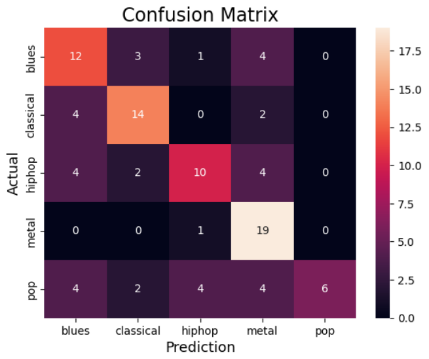 Confusion Matrix
blues 12 3 1 4 0
classical 4 14 0 2 0
hiphop 4 2 10 4 0
metal 0 0 1 19 0
pop 4 2 4 4 6
blues classical hiphop metal pop
Actual
Prediction
17.5
15.0
12.5
10.0
7.5
5.0
2.5
0.0